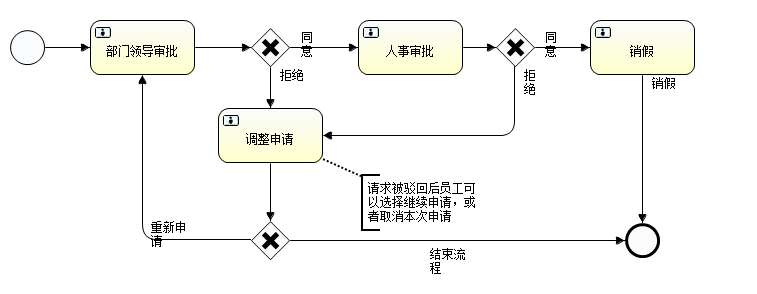 部门领导审批
同
意
人事审批
同
意
销假
拒绝
拒
绝
销假
调整申请
请求被驳回后员工可
以选择继续申请，或
者取消本次申请
重新申
请
结束流
程